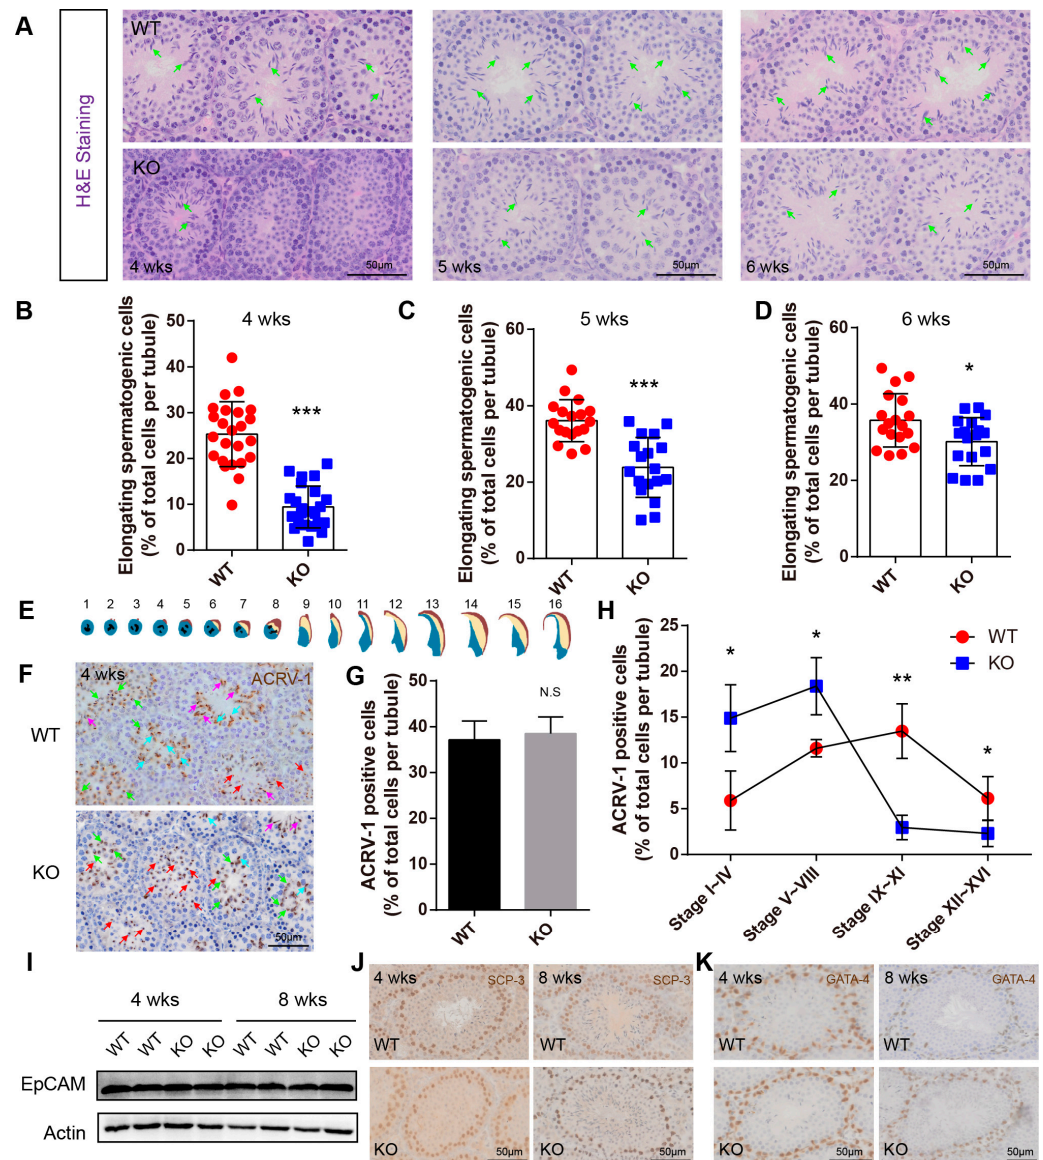 A
H&E Staining
WT
KO
4 wks
50μm
5 wks
50μm
6 wks
50μm
B
4 wks
Elongating spermatogenic cells
(% of total cells per tubule)
50
40
30
20
10
0
WT
KO
***
C
5 wks
Elongating spermatogenic cells
(% of total cells per tubule)
60
40
20
0
WT
KO
***
D
6 wks
Elongating spermatogenic cells
(% of total cells per tubule)
60
40
20
0
WT
KO
*
E
1 2 3 4 5 6 7 8 9 10 11 12 13 14 15 16
F
4 wks
ACRV-1
WT
KO
50μm
G
ACRV-1 positive cells
(% of total cells per tubule)
50
40
30
20
10
0
N.S
WT
KO
H
ACRV-1 positive cells
(% of total cells per tubule)
25
20
15
10
5
0
*
*
**
*
WT
KO
Stage I~IV
Stage V~VIII
Stage IX~XI
Stage XII~XVI
I
4 wks 8 wks
WT WT KO KO WT WT KO KO
EpCAM
Actin
J
4 wks SCP-3
WT
8 wks SCP-3
WT
KO
KO 50μm
K
4 wks GATA-4
WT
8 wks GATA-4
WT
KO 50μm
KO 50μm